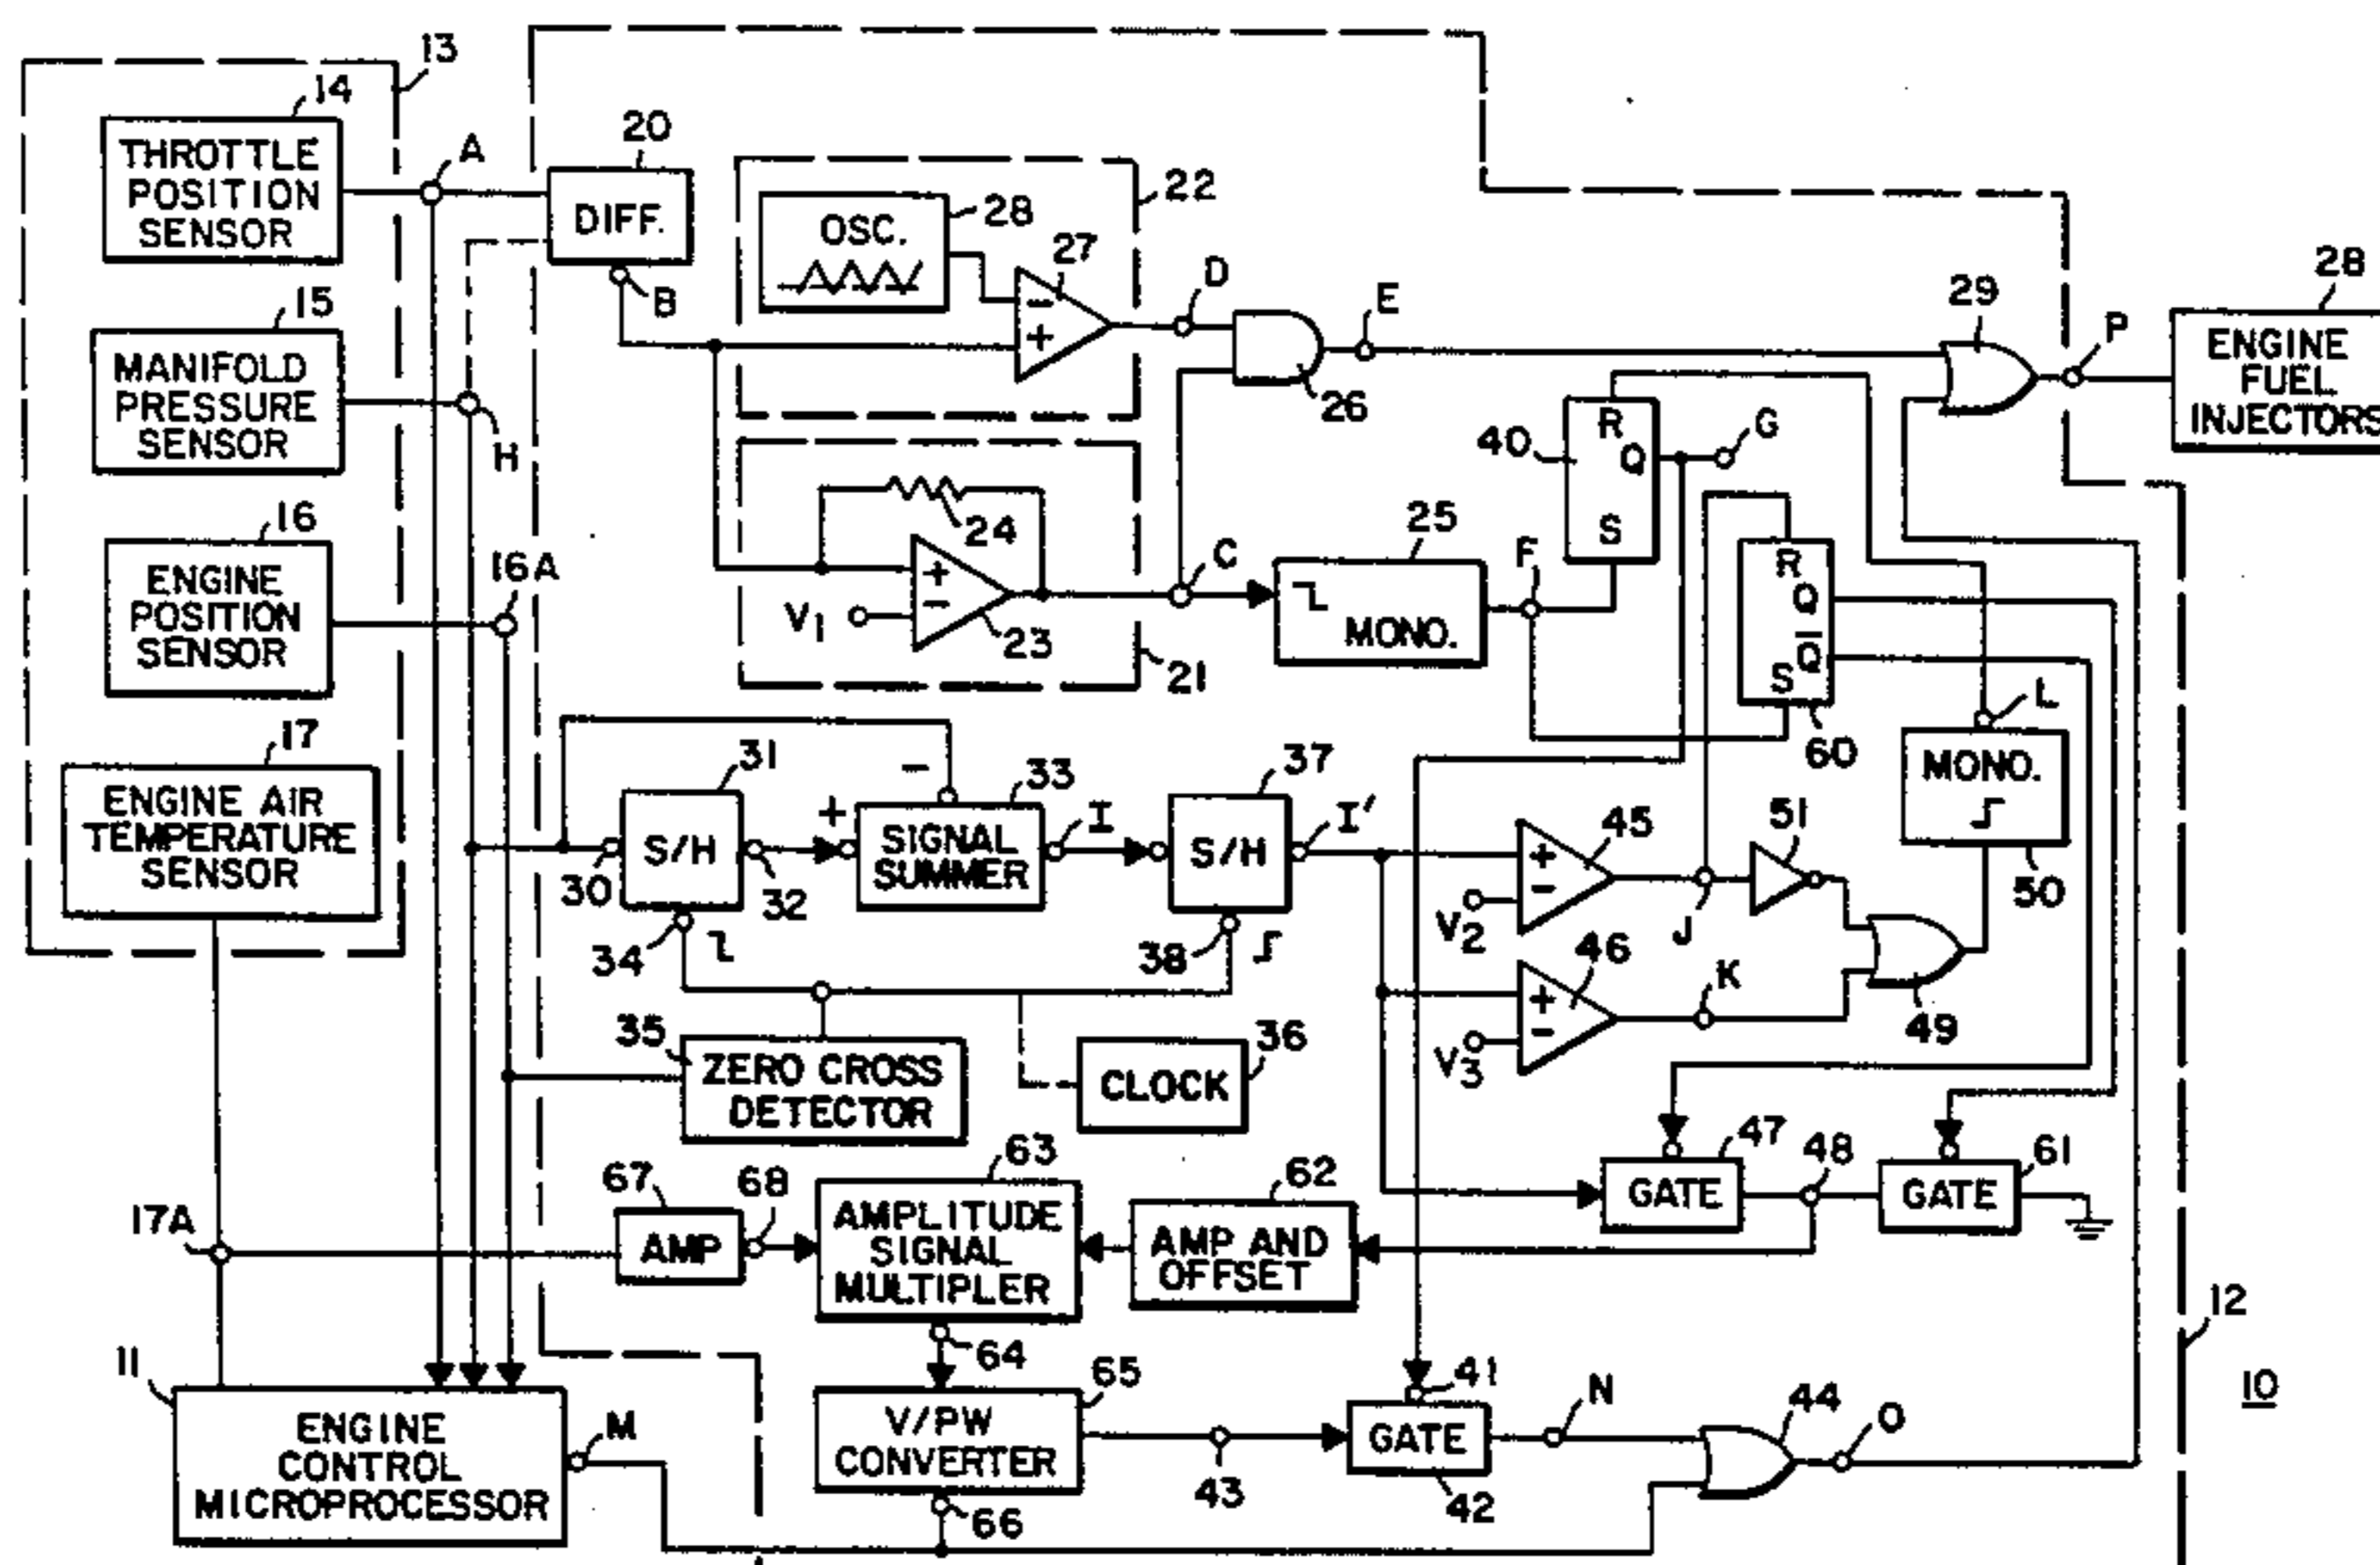 13
14
THROTTLE
POSITION
SENSOR
A
20
DIFF.
B
22
28
OSC.
27
-
+
D
E
26
29
P
28
ENGINE
FUEL
INJECTORS
15
MANIFOLD
PRESSURE
SENSOR
H
24
+
-
V1
23
21
C
25
MONO.
F
40
R
Q
S
G
R
Q
Q̅
S
60
L
MONO.
50
16
ENGINE
POSITION
SENSOR
16A
17
ENGINE AIR
TEMPERATURE
SENSOR
31
S/H
30
32
34
+
-
33
SIGNAL
SUMMER
I
37
S/H
I'
38
45
+
-
V2
J
51
46
+
-
V3
K
49
35
ZERO CROSS
DETECTOR
36
CLOCK
47
GATE
48
61
GATE
17A
67
AMP
68
63
AMPLITUDE
SIGNAL
MULTIPLER
62
AMP AND
OFFSET
64
12
10
11
ENGINE
CONTROL
MICROPROCESSOR
M
65
V/PW
CONVERTER
66
43
41
GATE
42
N
44
O